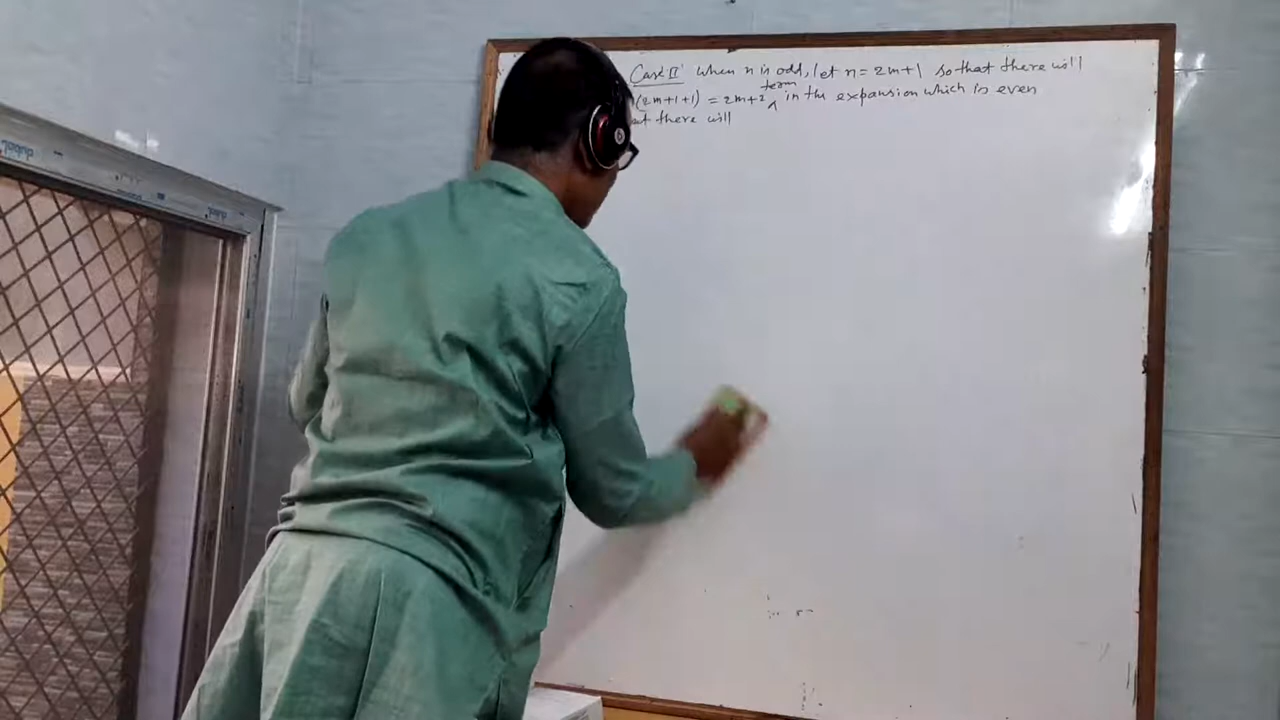 Case II' when n is odd, let n = 2m+1 so that there will
(2m+1+1) = 2m+2 term in the expansion which is even
there will